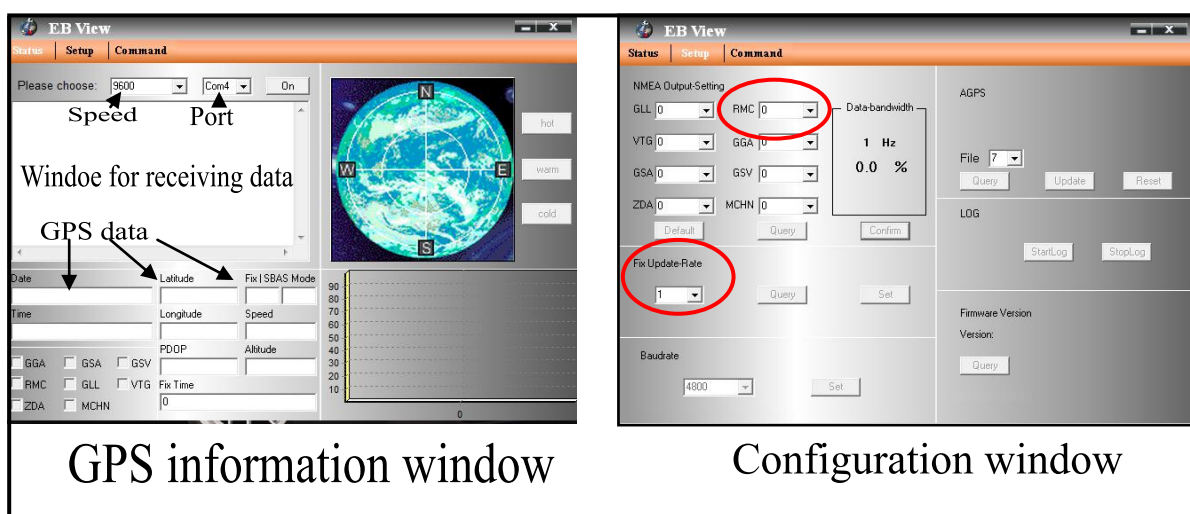 EB View
Status Setup Command
Please choose: 9600 Com4 On
Speed Port
Windoe for receiving data
GPS data
N
W E
S
hot
warm
cold
Date Latitude Fix | SBAS Mode
Time Longitude Speed
PDOP Altitude
GGA GSA GSV
RMC GLL VTG Fix Time
ZDA MCHN 0
90
80
70
60
50
40
30
20
10
0
GPS information window
EB View
Status Setup Command
NMEA Output-Setting
GLL 0 RMC 0
VTG 0 GGA 0
GSA 0 GSV 0
ZDA 0 MCHN 0
Data-bandwidth
1 Hz
0.0 %
Default Query Confirm
Fix Update-Rate
1 Query Set
Baudrate
4800 Set
AGPS
File 7
Query Update Reset
LOG
StartLog StopLog
Firmware Version
Version:
Query
Configuration window